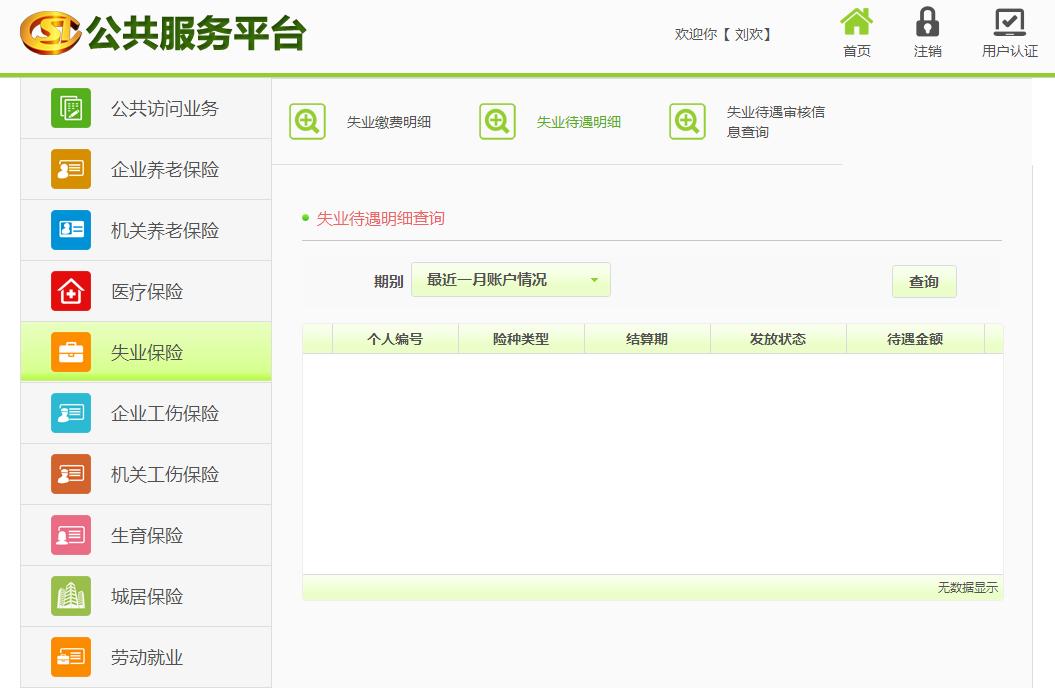 公共服务平台
欢迎你【 刘欢】
首页
注销
用户认证
公共访问业务
企业养老保险
机关养老保险
医疗保险
失业保险
企业工伤保险
机关工伤保险
生育保险
城居保险
劳动就业
失业缴费明细
失业待遇明细
失业待遇审核信
息查询
失业待遇明细查询
期别
最近一月账户情况
查询
个人编号
险种类型
结算期
发放状态
待遇金额
无数据显示